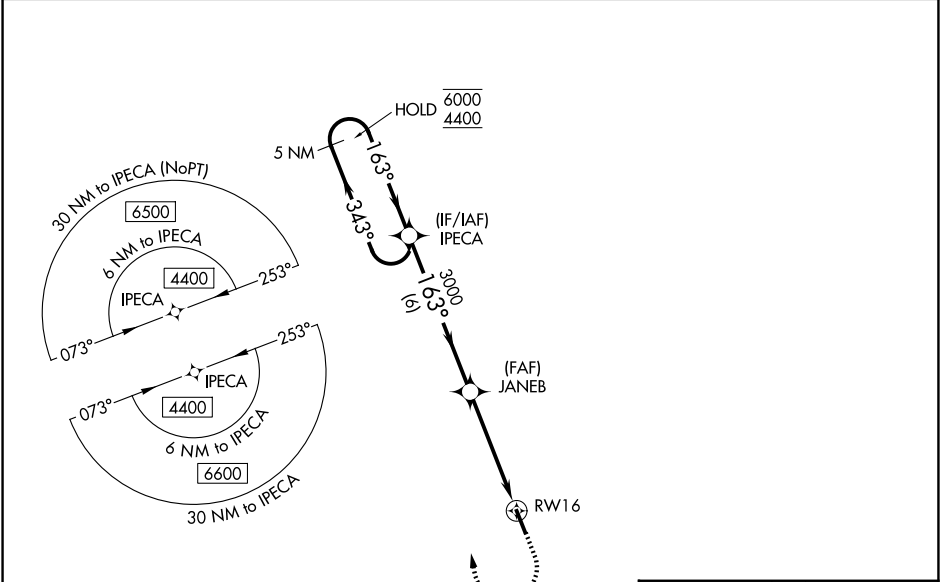 HOLD 6000
4400
5 NM
163°
343°
(IF/IAF)
IPECA
3000
163°
(6)
(FAF)
JANEB
RW16
30 NM to IPECA (NoPT)
6500
6 NM to IPECA
4400
253°
IPECA
073°
253°
IPECA
073°
4400
6 NM to IPECA
6600
30 NM to IPECA